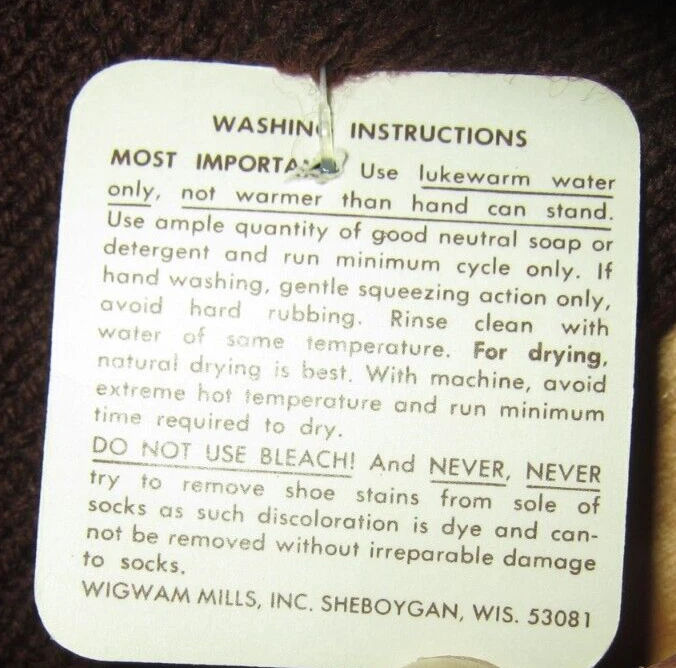 WASHING INSTRUCTIONS
MOST IMPORTANT Use lukewarm water
only, not warmer than hand can stand.
Use ample quantity of good neutral soap or
detergent and run minimum cycle only. If
hand washing, gentle squeezing action only,
avoid hard rubbing. Rinse clean with
water of same temperature. For drying,
natural drying is best. With machine, avoid
extreme hot temperature and run minimum
time required to dry.
DO NOT USE BLEACH! And NEVER, NEVER
try to remove shoe stains from sole of
socks as such discoloration is dye and can-
not be removed without irreparable damage
to socks.
WIGWAM MILLS, INC. SHEBOYGAN, WIS. 53081